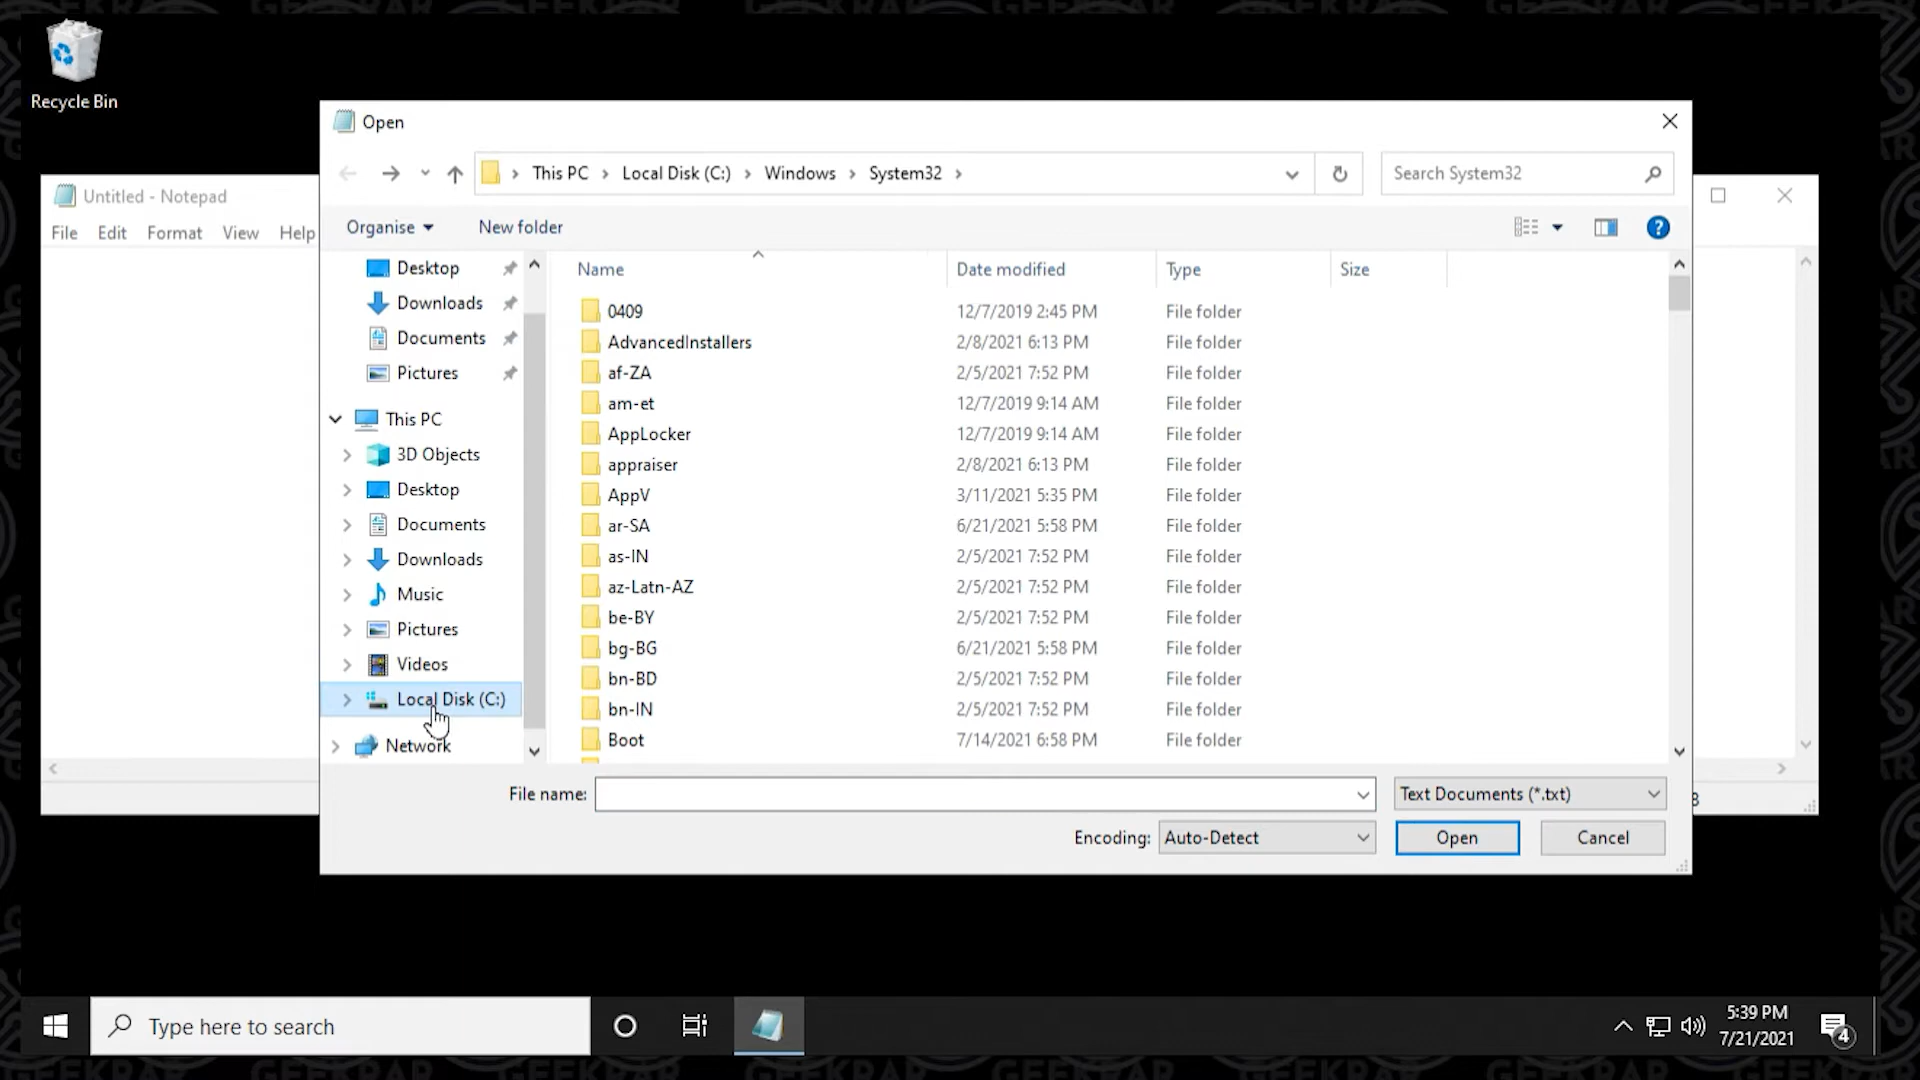 Recycle Bin
Open
This PC
Local Disk (C:)
Windows
System32
Search System32
Untitled - Notepad
File Edit Format View Help
Organise
New folder
?
Desktop
Downloads
Documents
Pictures
This PC
3D Objects
Desktop
Documents
Downloads
Music
Pictures
Videos
Local Disk (C:)
Network
Name Date modified Type Size
0409 12/7/2019 2:45 PM File folder
AdvancedInstallers 2/8/2021 6:13 PM File folder
af-ZA 2/5/2021 7:52 PM File folder
am-et 12/7/2019 9:14 AM File folder
AppLocker 12/7/2019 9:14 AM File folder
appraiser 2/8/2021 6:13 PM File folder
AppV 3/11/2021 5:35 PM File folder
ar-SA 6/21/2021 5:58 PM File folder
as-IN 2/5/2021 7:52 PM File folder
az-Latn-AZ 2/5/2021 7:52 PM File folder
be-BY 2/5/2021 7:52 PM File folder
bg-BG 6/21/2021 5:58 PM File folder
bn-BD 2/5/2021 7:52 PM File folder
bn-IN 2/5/2021 7:52 PM File folder
Boot 7/14/2021 6:58 PM File folder
File name:
Text Documents (*.txt)
Encoding: Auto-Detect
Open
Cancel
Type here to search
5:39 PM
7/21/2021
4